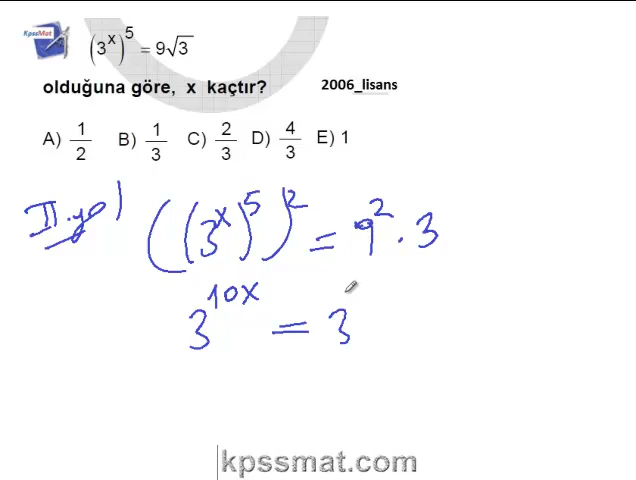 KpssMat
(3^x)^5 = 9√3
olduğuna göre, x kaçtır? 2006_lisans
A) 1/2 B) 1/3 C) 2/3 D) 4/3 E) 1
II. yol ((3^x)^5)^2 = 9^2 . 3
3^10x = 3
kpssmat.com